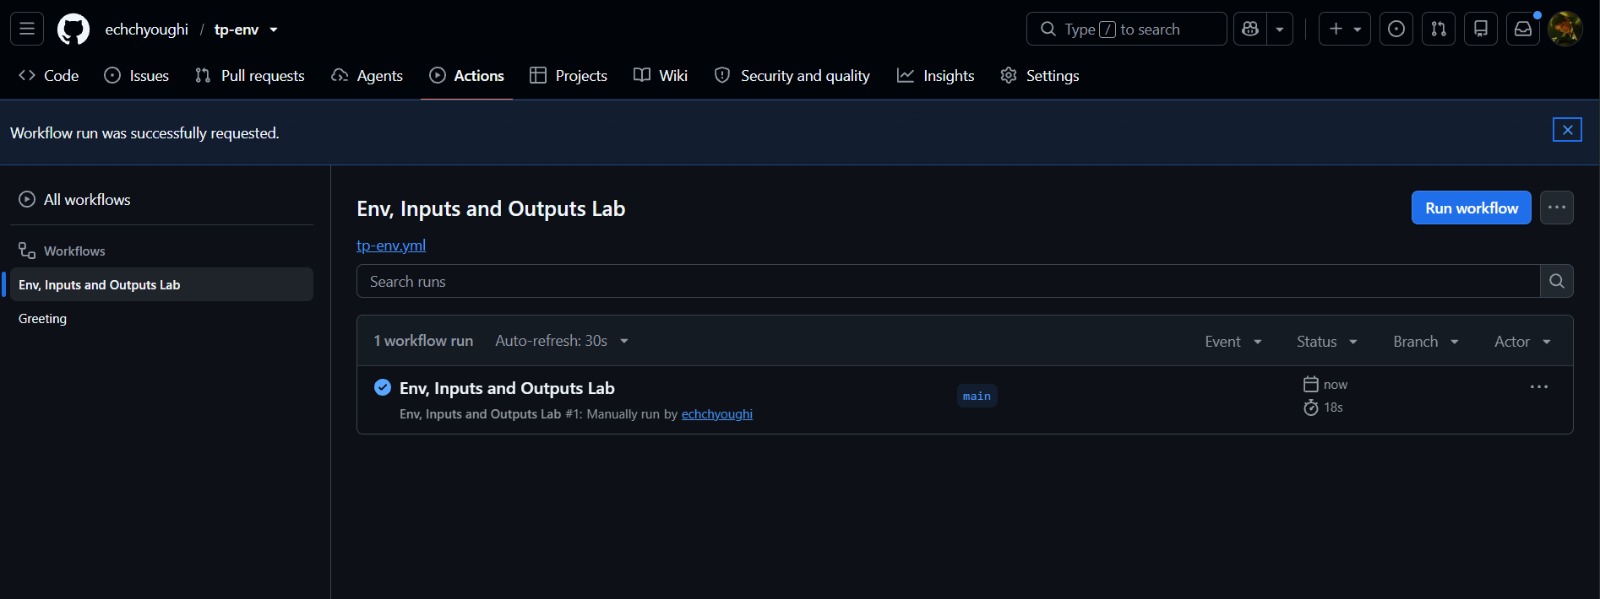 echchyoughi / tp-env
Type / to search
Code Issues Pull requests Agents Actions Projects Wiki Security and quality Insights Settings
Workflow run was successfully requested.
All workflows
Workflows
Env, Inputs and Outputs Lab
Greeting
Env, Inputs and Outputs Lab
Run workflow
tp-env.yml
Search runs
1 workflow run Auto-refresh: 30s Event Status Branch Actor
Env, Inputs and Outputs Lab
Env, Inputs and Outputs Lab #1: Manually run by echchyoughi
main
now
18s